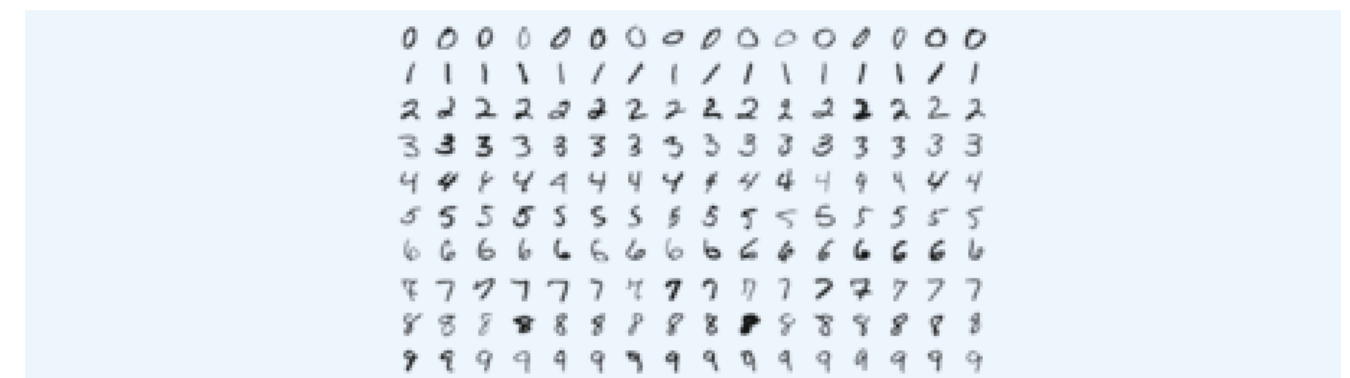 0 0 0 0 0 0 0 0 0 0 0 0 0 0 0 0
1 1 1 1 1 1 1 1 1 1 1 1 1 1 1 1
2 2 2 2 2 2 2 2 2 2 2 2 2 2 2 2
3 3 3 3 3 3 3 3 3 3 3 3 3 3 3 3
4 4 4 4 4 4 4 4 4 4 4 4 4 4 4 4
5 5 5 5 5 5 5 5 5 5 5 5 5 5 5 5
6 6 6 6 6 6 6 6 6 6 6 6 6 6 6 6
7 7 7 7 7 7 7 7 7 7 7 7 7 7 7 7
8 8 8 8 8 8 8 8 8 8 8 8 8 8 8 8
9 9 9 9 9 9 9 9 9 9 9 9 9 9 9 9